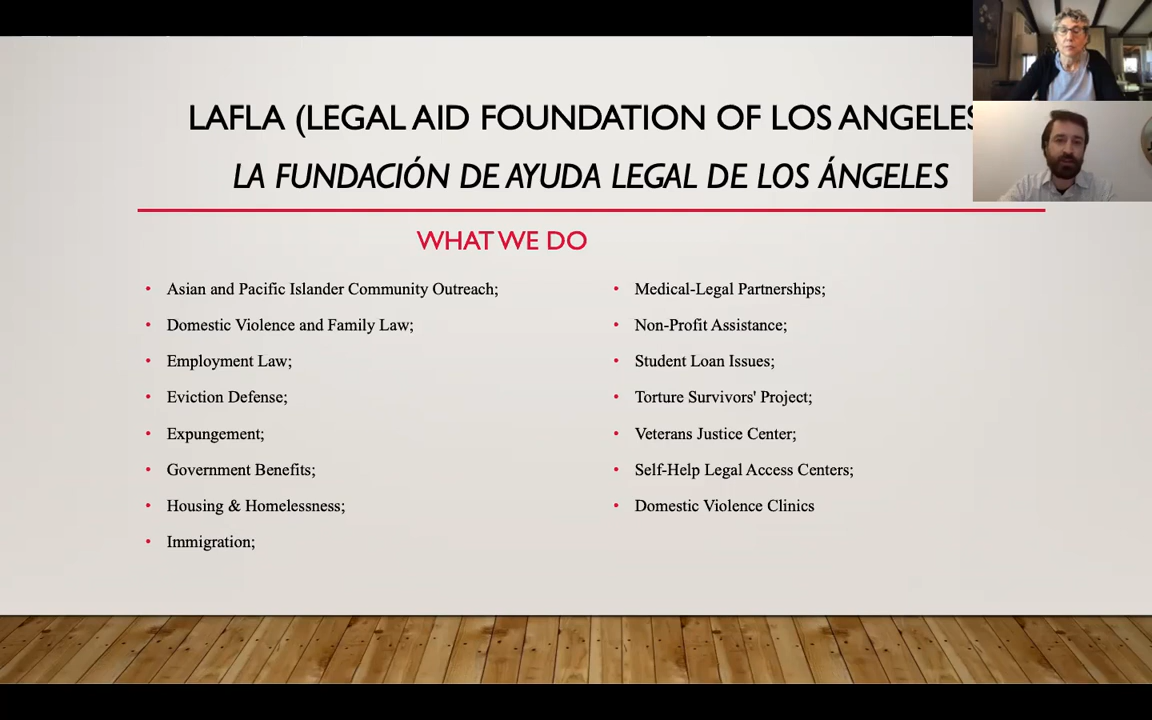 LAFLA (LEGAL AID FOUNDATION OF LOS ANGELES
LA FUNDACIÓN DE AYUDA LEGAL DE LOS ÁNGELES
WHAT WE DO
• Asian and Pacific Islander Community Outreach;
• Domestic Violence and Family Law;
• Employment Law;
• Eviction Defense;
• Expungement;
• Government Benefits;
• Housing & Homelessness;
• Immigration;
• Medical-Legal Partnerships;
• Non-Profit Assistance;
• Student Loan Issues;
• Torture Survivors' Project;
• Veterans Justice Center;
• Self-Help Legal Access Centers;
• Domestic Violence Clinics